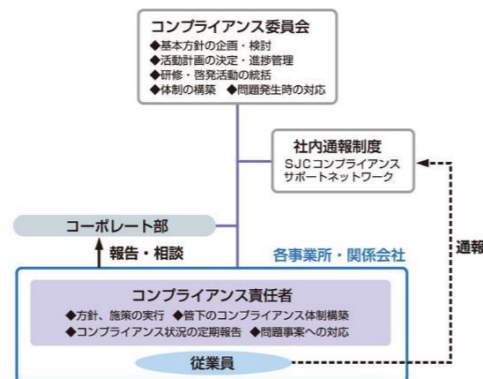 コンプライアンス委員会
◆基本方針の企画・検討
◆活動計画の決定・進捗管理
◆研修・啓発活動の統括
◆体制の構築 ◆問題発生時の対応
社内通報制度
SJCコンプライアンス
サポートネットワーク
コーポレート部
報告・相談
各事業所・関係会社
通報
コンプライアンス責任者
◆方針、施策の実行 ◆管下のコンプライアンス体制構築
◆コンプライアンス状況の定期報告 ◆問題事案への対応
従業員